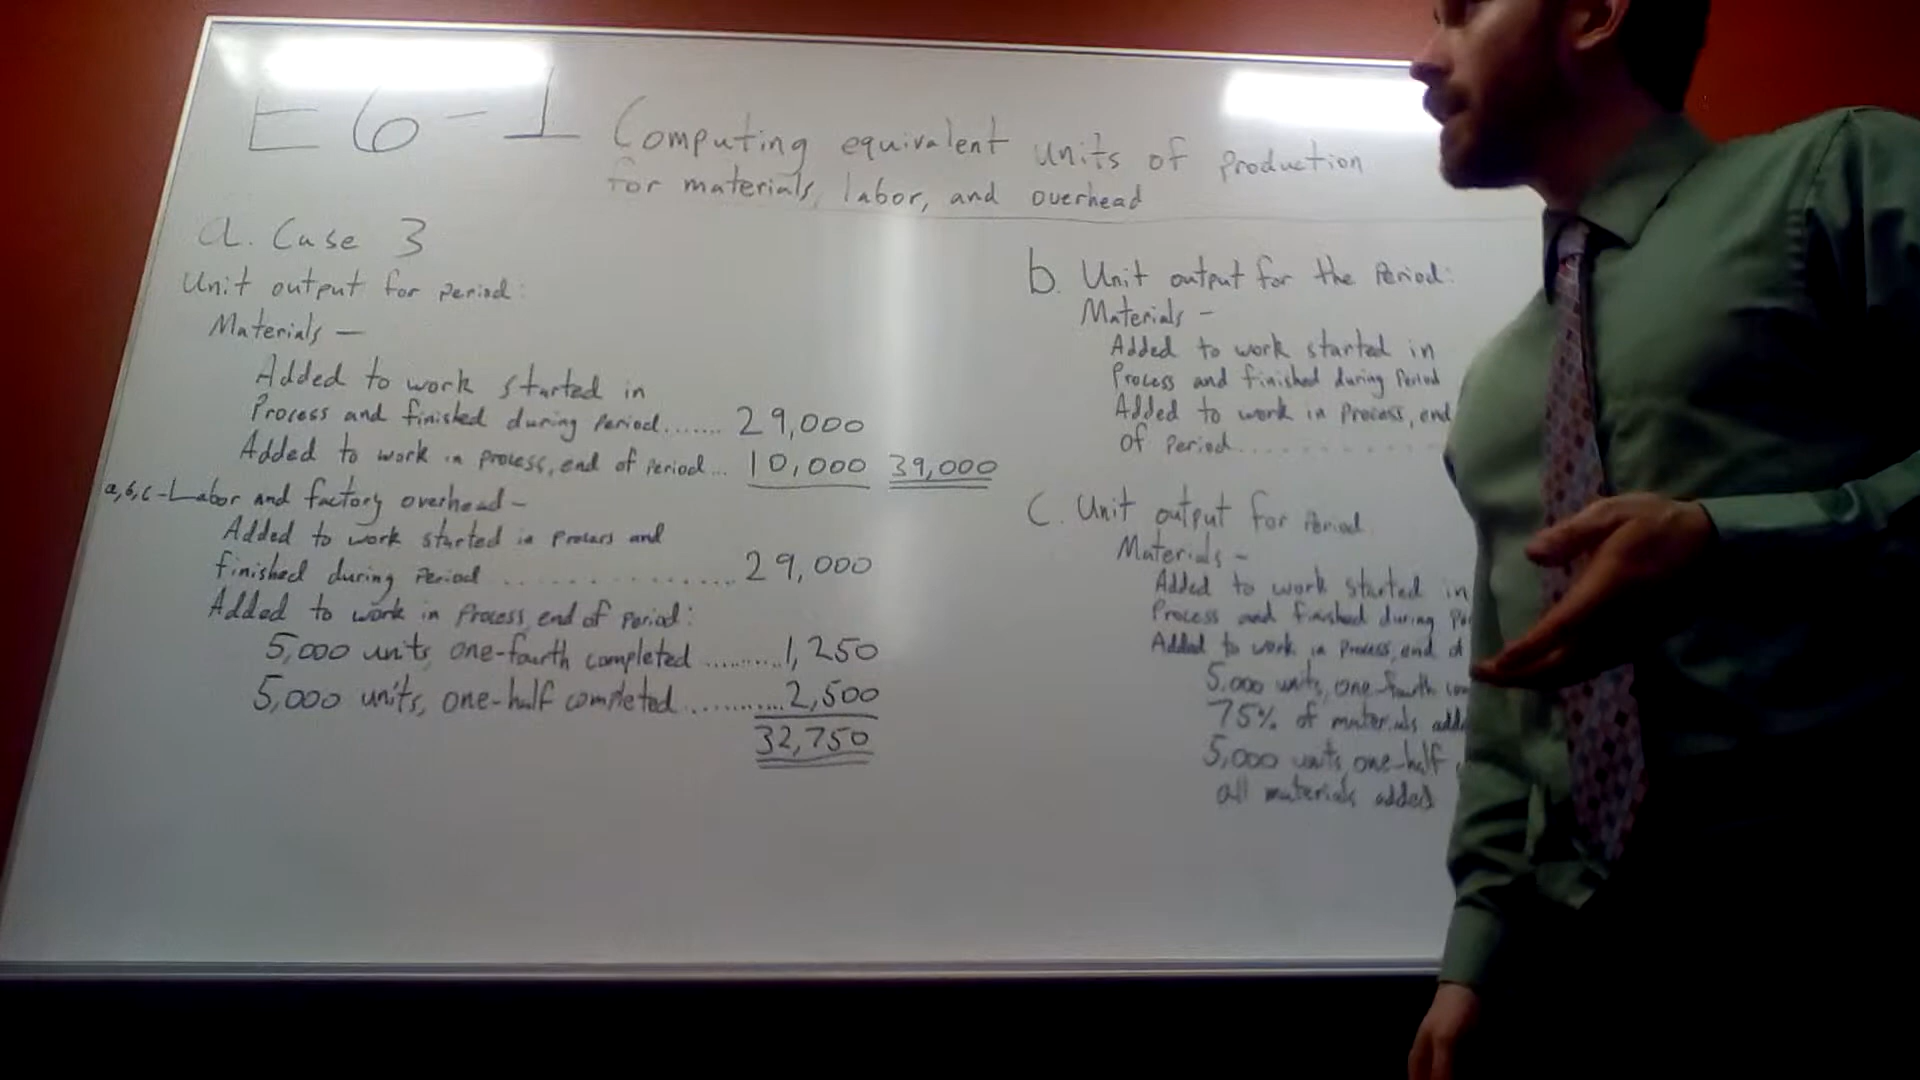 E6-1 Computing equivalent units of production
for materials, labor, and overhead
a. Case 3
Unit output for period:
Materials —
Added to work started in
Process and finished during period....... 29,000
Added to work in process, end of period... 10,000 39,000
a,b,c-Labor and factory overhead-
Added to work started in process and
finished during Period .............. 29,000
Added to work in Process, end of Period:
5,000 units, one-fourth completed .......... 1,250
5,000 units, one-half completed ............ 2,500
32,750
b. Unit output for the Period:
Materials -
Added to work started in
Process and finished during Period
Added to work in Process, end
of Period..............
C. Unit output for Period
Materials -
Added to work started in
Process and finished during
Added to work in Process, end
5,000 units, one-fourth
75% of materials
5,000 units, one-half
all materials added